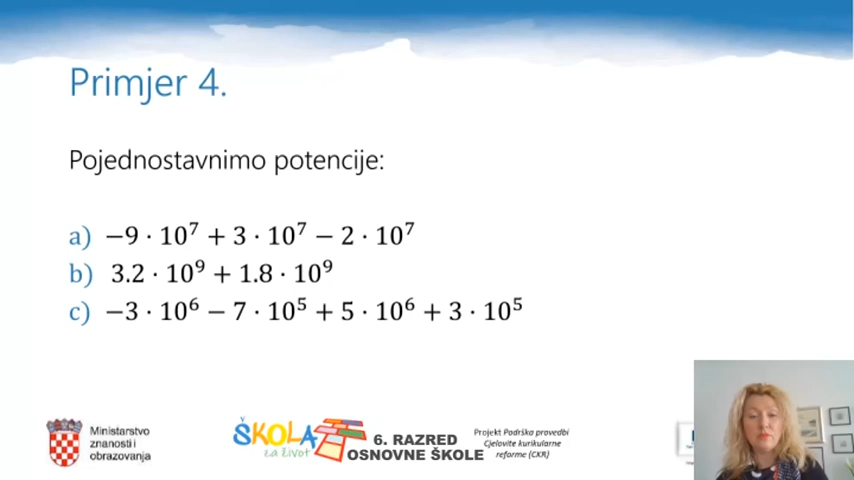 Primjer 4.
Pojednostavnimo potencije:
a) −9 · 10⁷ + 3 · 10⁷ − 2 · 10⁷
b) 3.2 · 10⁹ + 1.8 · 10⁹
c) −3 · 10⁶ − 7 · 10⁵ + 5 · 10⁶ + 3 · 10⁵
Ministarstvo
znanosti i
obrazovanja
ŠKOLA
za život
6. RAZRED
OSNOVNE ŠKOLE
Projekt Podrška provedbi
Cjelovite kurikularne
reforme (CKR)